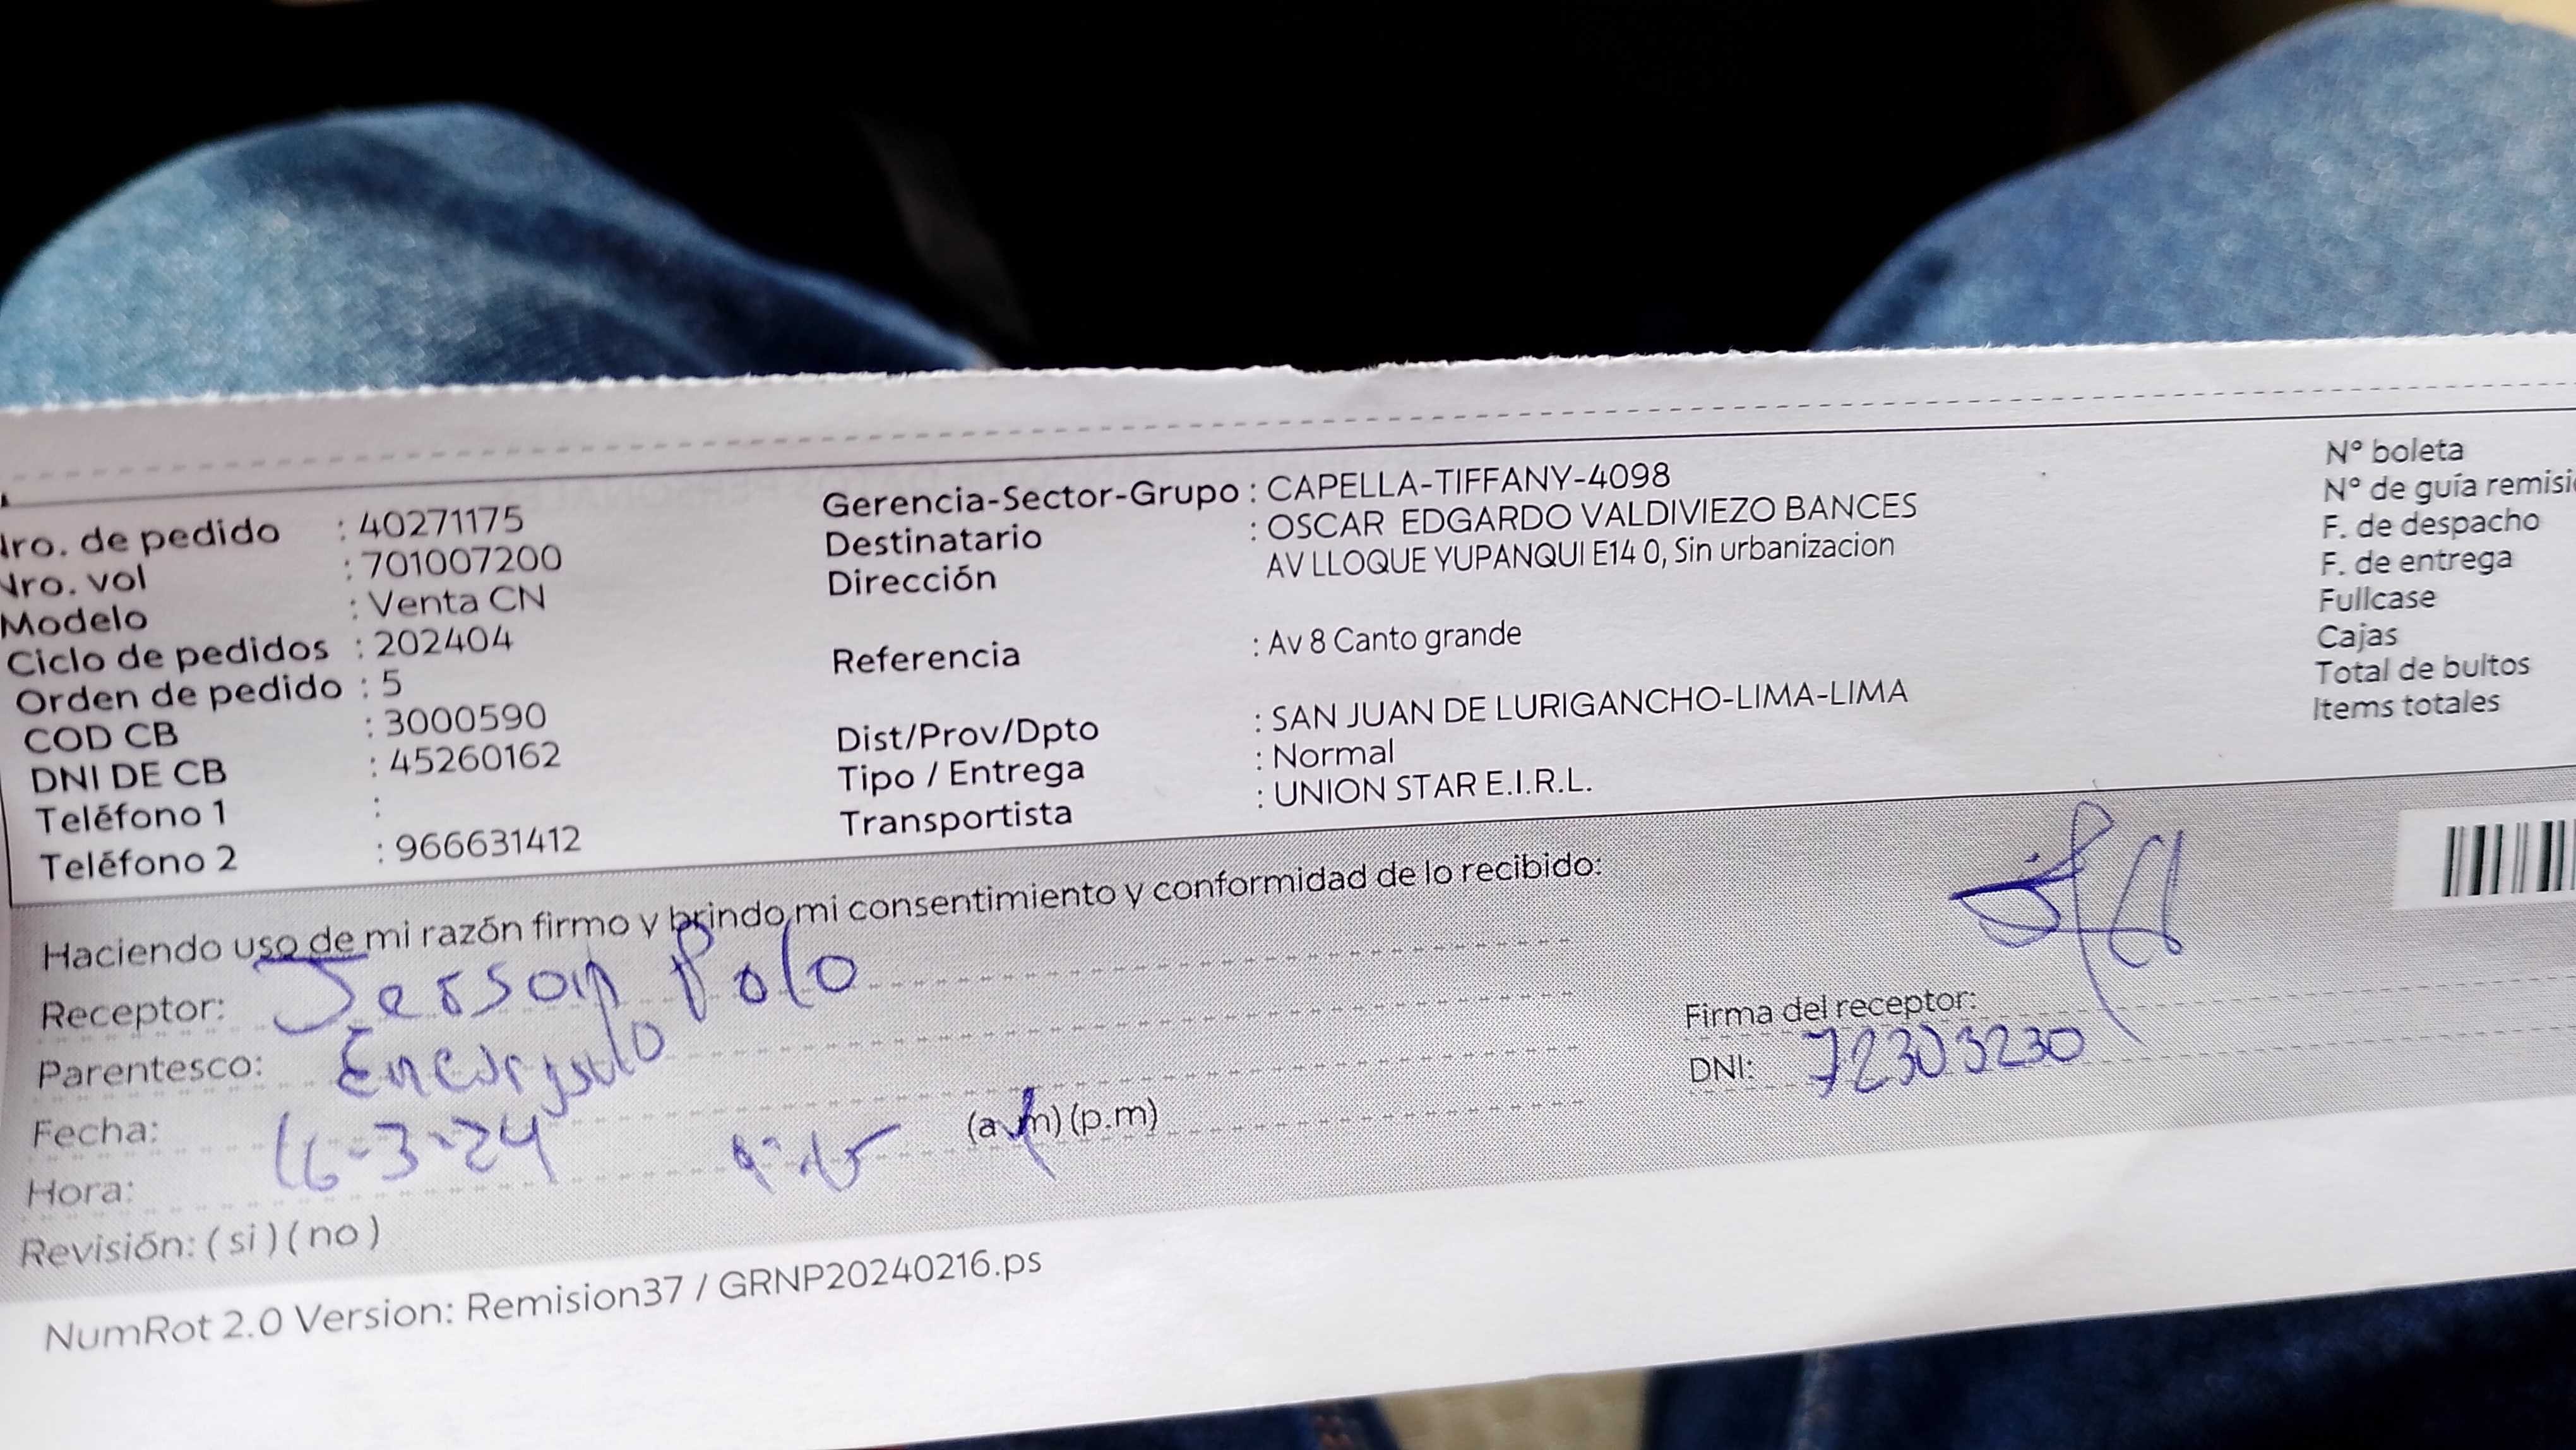 Nro. de pedido : 40271175
Nro. vol : 701007200
Modelo : Venta CN
Ciclo de pedidos : 202404
Orden de pedido : 5
COD CB : 3000590
DNI DE CB : 45260162
Teléfono 1 :
Teléfono 2 : 966631412
Gerencia-Sector-Grupo : CAPELLA-TIFFANY-4098
Destinatario : OSCAR EDGARDO VALDIVIEZO BANCES
Dirección AV LLOQUE YUPANQUI E14 0, Sin urbanizacion
Referencia : Av 8 Canto grande
Dist/Prov/Dpto : SAN JUAN DE LURIGANCHO-LIMA-LIMA
Tipo / Entrega : Normal
Transportista : UNION STAR E.I.R.L.
Nº boleta
Nº de guía remisi
F. de despacho
F. de entrega
Fullcase
Cajas
Total de bultos
Items totales
Haciendo uso de mi razón firmo y brindo mi consentimiento y conformidad de lo recibido:
Receptor: Jerson Polo
Parentesco: Encargado
Fecha: 16-3-24
Hora: (a.m) (p.m)
Revisión: ( si ) ( no )
Firma del receptor:
DNI: 72303230
NumRot 2.0 Version: Remision37 / GRNP20240216.ps